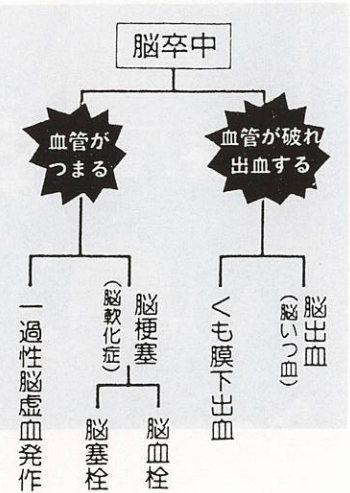 脳卒中
血管が
つまる
血管が破れ
出血する
脳出血
(脳いつ血)
くも膜下出血
脳梗塞
(脳軟化症)
一過性脳虚血発作
脳血栓
脳塞栓